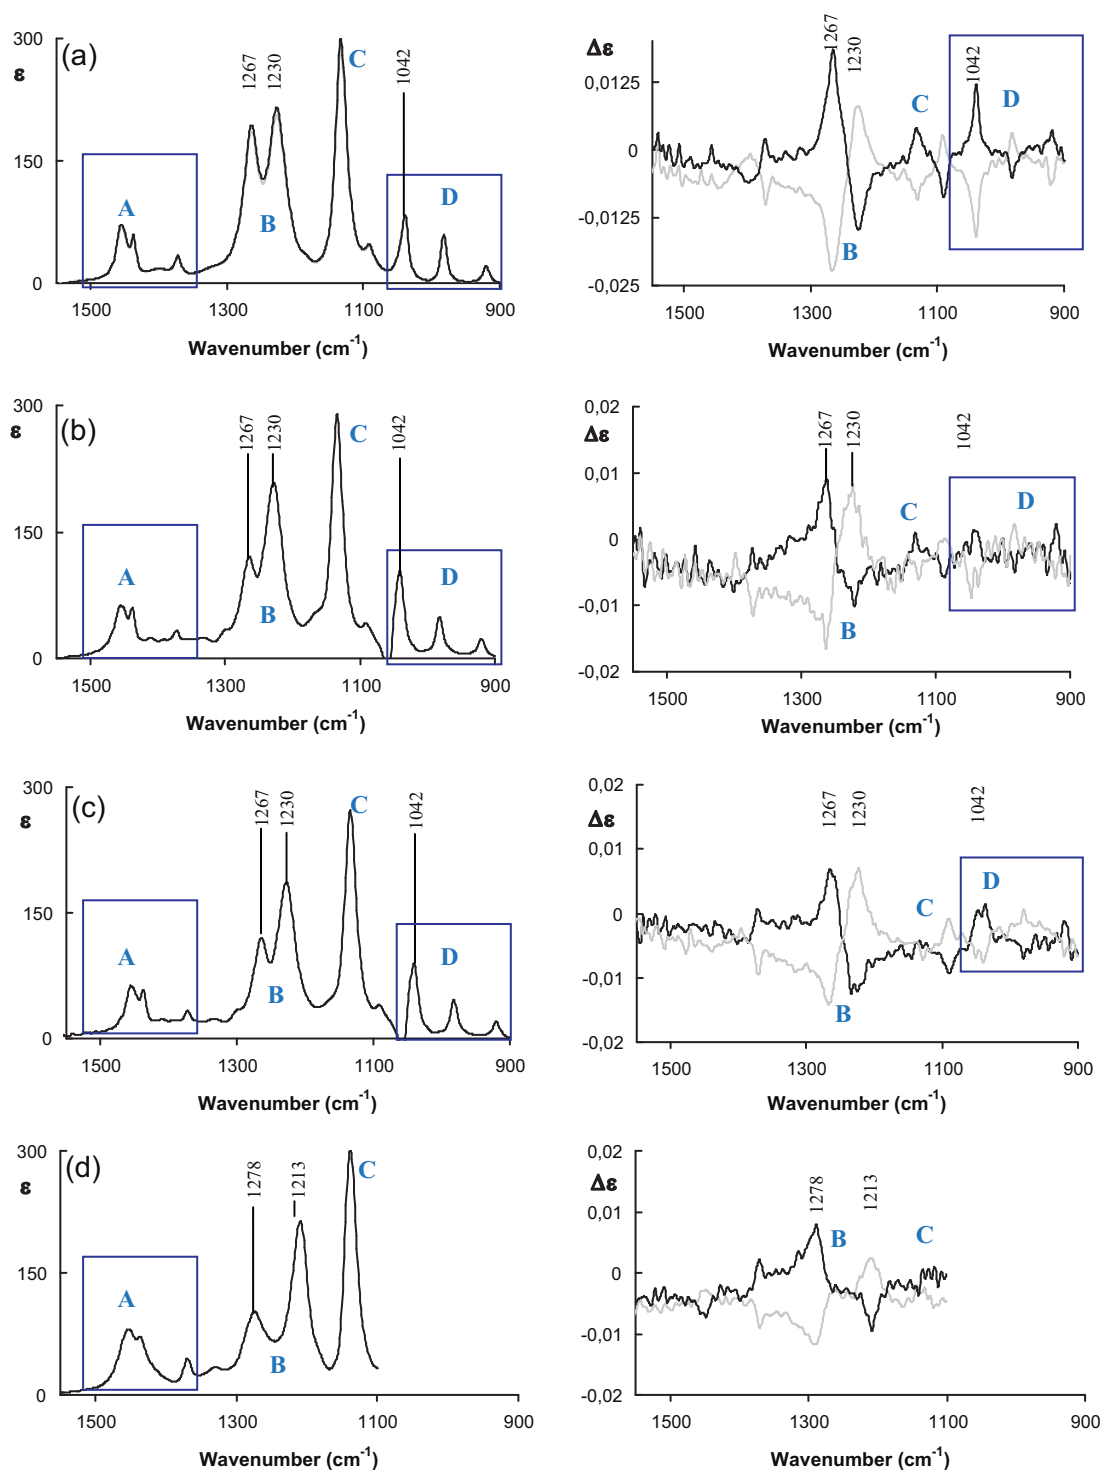 (a)
300
ε
150
0
1267
1230
C
1042
A
B
D
1500
1300
1100
900
Wavenumber (cm-1)
Δε
0,0125
0
-0,0125
-0,025
1267
1230
C
1042
D
B
1500
1300
1100
900
Wavenumber (cm-1)
(b)
300
ε
150
0
1267
1230
C
1042
A
B
D
1500
1300
1100
900
Wavenumber (cm-1)
0,02
Δε
0,01
0
-0,01
-0,02
1267
1230
1042
C
D
B
1500
1300
1100
900
Wavenumber (cm-1)
(c)
300
ε
150
0
1267
1230
C
1042
A
B
D
1500
1300
1100
900
Wavenumber (cm-1)
0,02
Δε
0,01
0
-0,01
-0,02
1267
1230
1042
C
D
B
1500
1300
1100
900
Wavenumber (cm-1)
(d)
300
ε
150
0
1278
1213
C
A
B
1500
1300
1100
900
Wavenumber (cm-1)
0,02
Δε
0,01
0
-0,01
-0,02
1278
1213
B
C
1500
1300
1100
900
Wavenumber (cm-1)